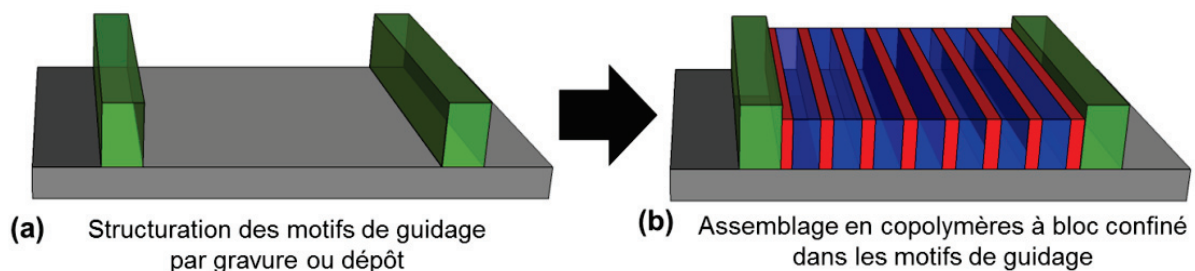 (a) Structuration des motifs de guidage
par gravure ou dépôt
(b) Assemblage en copolymères à bloc confiné
dans les motifs de guidage